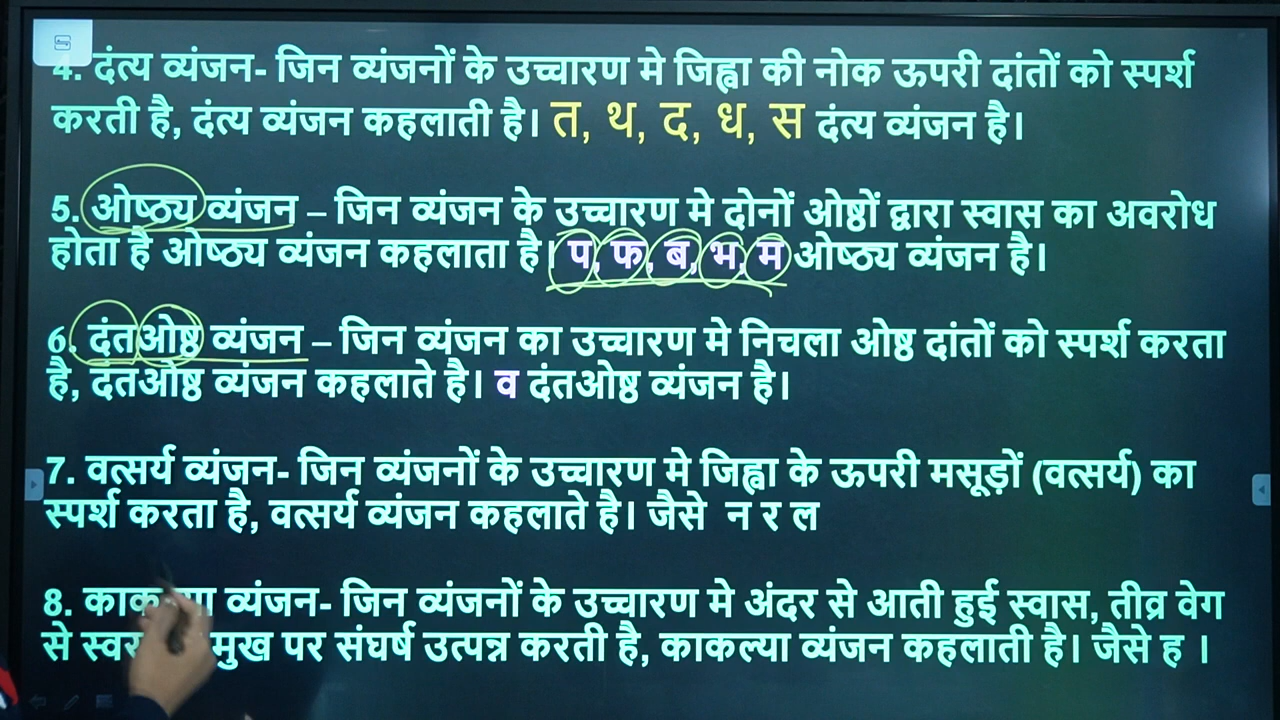 4. दंत्य व्यंजन- जिन व्यंजनों के उच्चारण मे जिह्वा की नोक ऊपरी दांतों को स्पर्श
करती है, दंत्य व्यंजन कहलाती है। त, थ, द, ध, स दंत्य व्यंजन है।
5. ओष्ठ्य व्यंजन – जिन व्यंजन के उच्चारण मे दोनों ओष्ठों द्वारा स्वास का अवरोध
होता है ओष्ठ्य व्यंजन कहलाता है। प, फ, ब, भ, म ओष्ठ्य व्यंजन है।
6. दंतओष्ठ व्यंजन – जिन व्यंजन का उच्चारण मे निचला ओष्ठ दांतों को स्पर्श करता
है, दंतओष्ठ व्यंजन कहलाते है। व दंतओष्ठ व्यंजन है।
7. वत्सर्य व्यंजन- जिन व्यंजनों के उच्चारण मे जिह्वा के ऊपरी मसूड़ों (वत्सर्य) का
स्पर्श करता है, वत्सर्य व्यंजन कहलाते है। जैसे न र ल
8. व्यंजन- जिन व्यंजनों के उच्चारण मे अंदर से आती हुई स्वास, तीव्र वेग
से मुख पर संघर्ष उत्पन्न करती है, काकल्या व्यंजन कहलाती है। जैसे ह ।